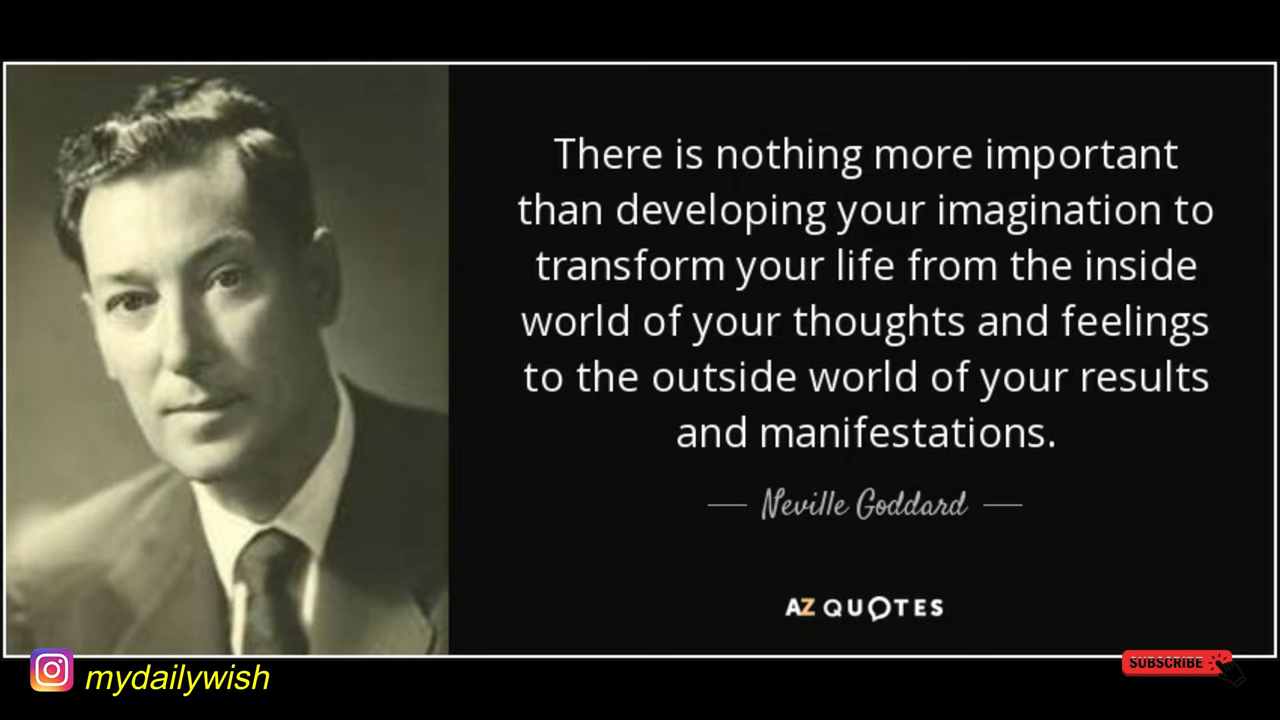 There is nothing more important
than developing your imagination to
transform your life from the inside
world of your thoughts and feelings
to the outside world of your results
and manifestations.
Neville Goddard
AZ QUOTES
mydailywish
SUBSCRIBE